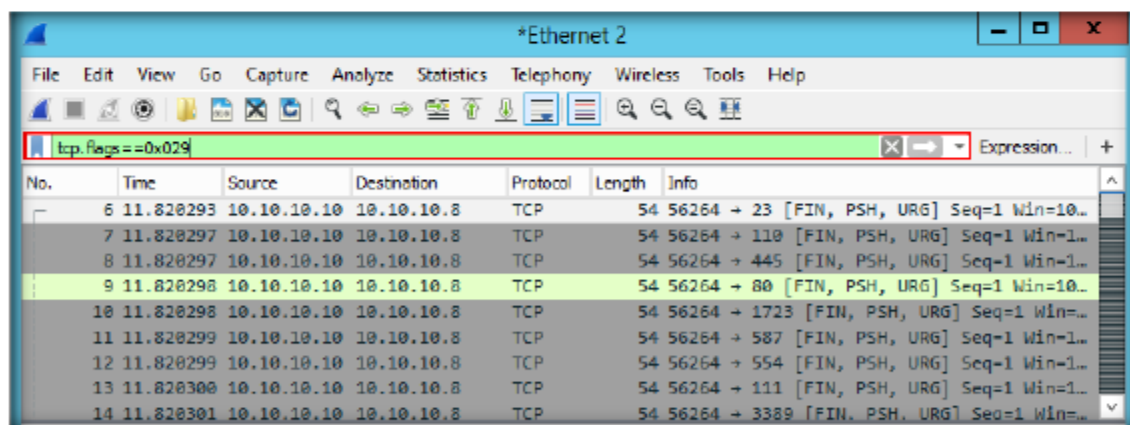 *Ethernet 2
File Edit View Go Capture Analyze Statistics Telephony Wireless Tools Help
tcp.flags==0x029 Expression... +
No. Time Source Destination Protocol Length Info
6 11.820293 10.10.10.10 10.10.10.8 TCP 54 56264 → 23 [FIN, PSH, URG] Seq=1 Win=10…
7 11.820297 10.10.10.10 10.10.10.8 TCP 54 56264 → 110 [FIN, PSH, URG] Seq=1 Win=1…
8 11.820297 10.10.10.10 10.10.10.8 TCP 54 56264 → 445 [FIN, PSH, URG] Seq=1 Win=1…
9 11.820298 10.10.10.10 10.10.10.8 TCP 54 56264 → 80 [FIN, PSH, URG] Seq=1 Win=10…
10 11.820298 10.10.10.10 10.10.10.8 TCP 54 56264 → 1723 [FIN, PSH, URG] Seq=1 Win=…
11 11.820299 10.10.10.10 10.10.10.8 TCP 54 56264 → 587 [FIN, PSH, URG] Seq=1 Win=1…
12 11.820299 10.10.10.10 10.10.10.8 TCP 54 56264 → 554 [FIN, PSH, URG] Seq=1 Win=1…
13 11.820300 10.10.10.10 10.10.10.8 TCP 54 56264 → 111 [FIN, PSH, URG] Seq=1 Win=1…
14 11.820301 10.10.10.10 10.10.10.8 TCP 54 56264 → 3389 [FIN, PSH, URG] Seq=1 Win=…